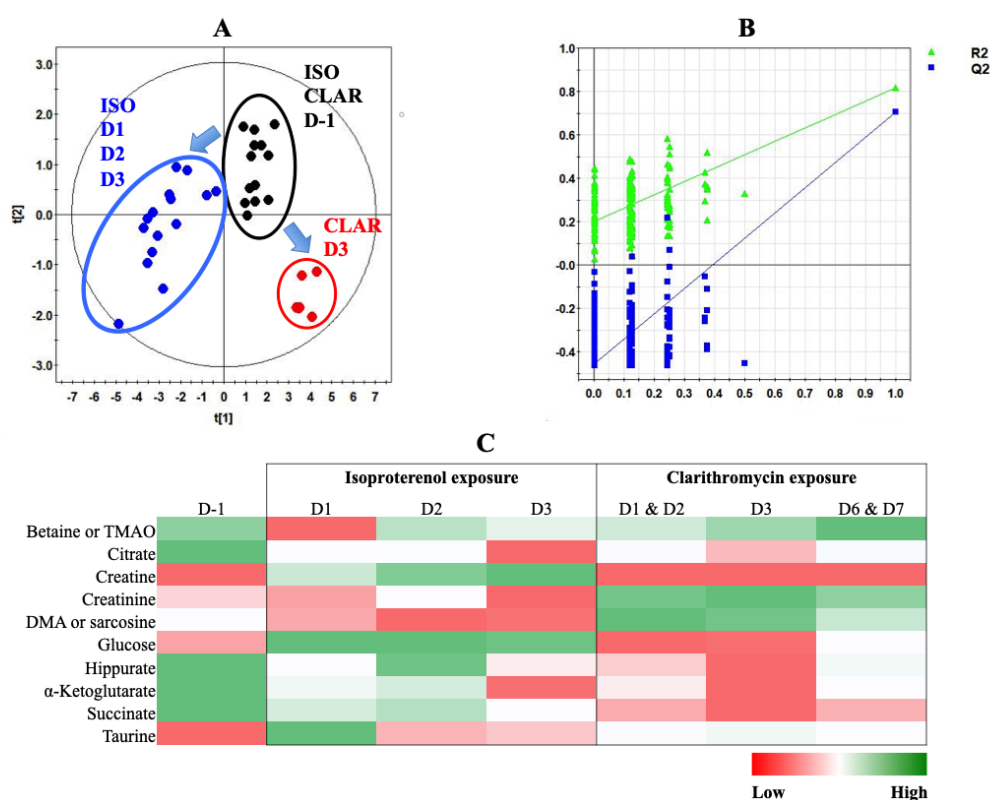 A
B
3.0
2.0
1.0
0.0
-1.0
-2.0
-3.0
t[2]
-7 -6 -5 -4 -3 -2 -1 0 1 2 3 4 5 6 7
t[1]
ISO
D1
D2
D3
ISO
CLAR
D-1
CLAR
D3
1.0
0.8
0.6
0.4
0.2
-0.0
-0.2
-0.4
0.0 0.1 0.2 0.3 0.4 0.5 0.6 0.7 0.8 0.9 1.0
R2
Q2
C
Isoproterenol exposure Clarithromycin exposure
D-1 D1 D2 D3 D1 & D2 D3 D6 & D7
Betaine or TMAO
Citrate
Creatine
Creatinine
DMA or sarcosine
Glucose
Hippurate
α-Ketoglutarate
Succinate
Taurine
Low High